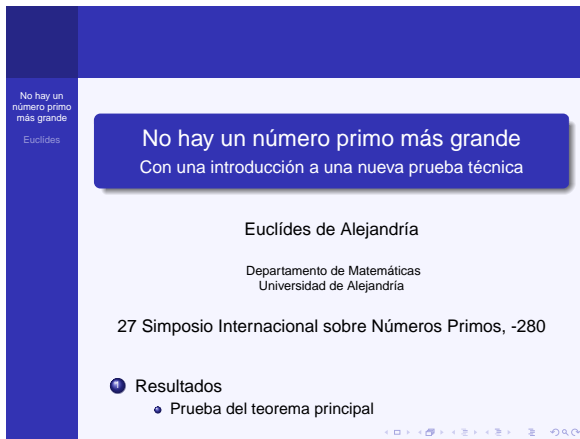 No hay un
número primo
más grande
Euclides
No hay un número primo más grande
Con una introducción a una nueva prueba técnica
Euclídes de Alejandría
Departamento de Matemáticas
Universidad de Alejandría
27 Simposio Internacional sobre Números Primos, -280
1 Resultados
Prueba del teorema principal